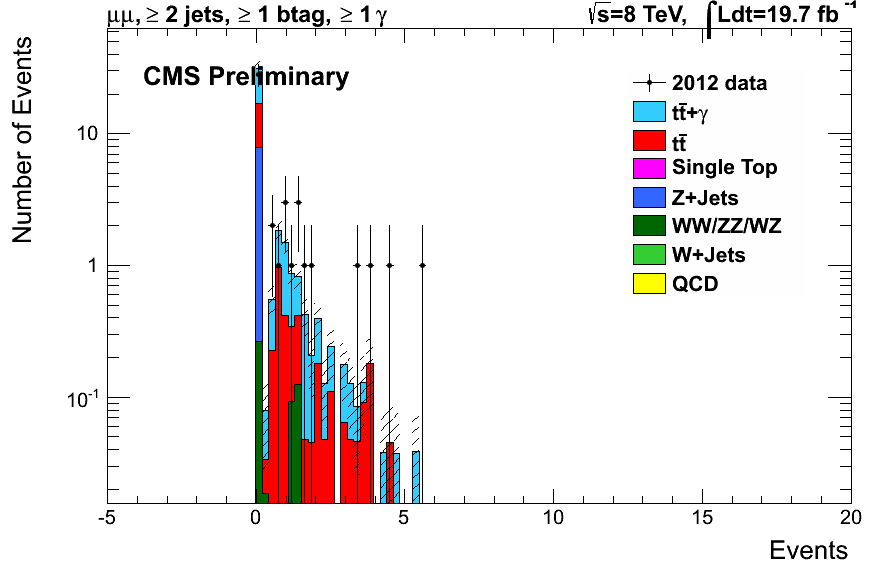 μμ, ≥ 2 jets, ≥ 1 btag, ≥ 1 γ
√s=8 TeV, ∫Ldt=19.7 fb⁻¹
CMS Preliminary
Number of Events
10
1
10⁻¹
2012 data
tt̄+γ
tt̄
Single Top
Z+Jets
WW/ZZ/WZ
W+Jets
QCD
-5 0 5 10 15 20
Events